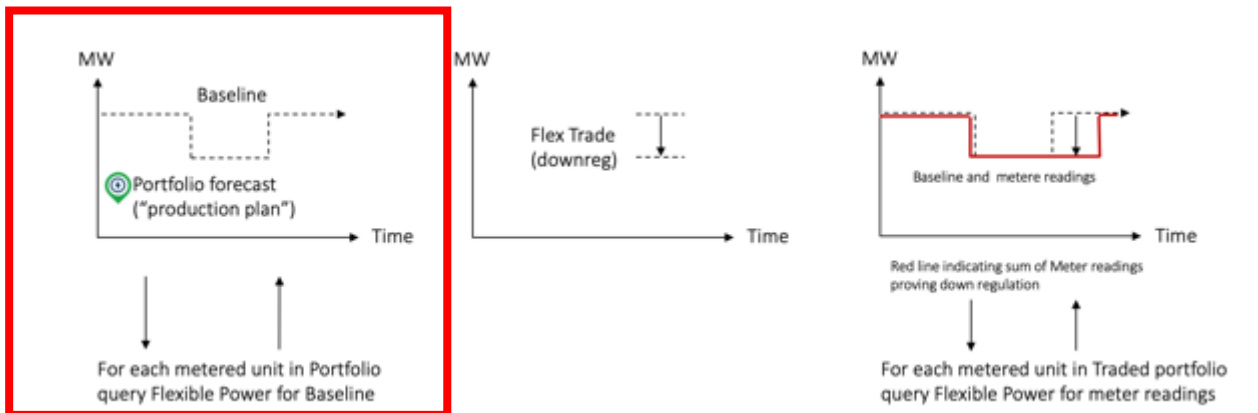 MW
Baseline
Portfolio forecast
("production plan")
Time
For each metered unit in Portfolio
query Flexible Power for Baseline
MW
Flex Trade
(downreg)
Time
MW
Baseline and metere readings
Time
Red line indicating sum of Meter readings
proving down regulation
For each metered unit in Traded portfolio
query Flexible Power for meter readings